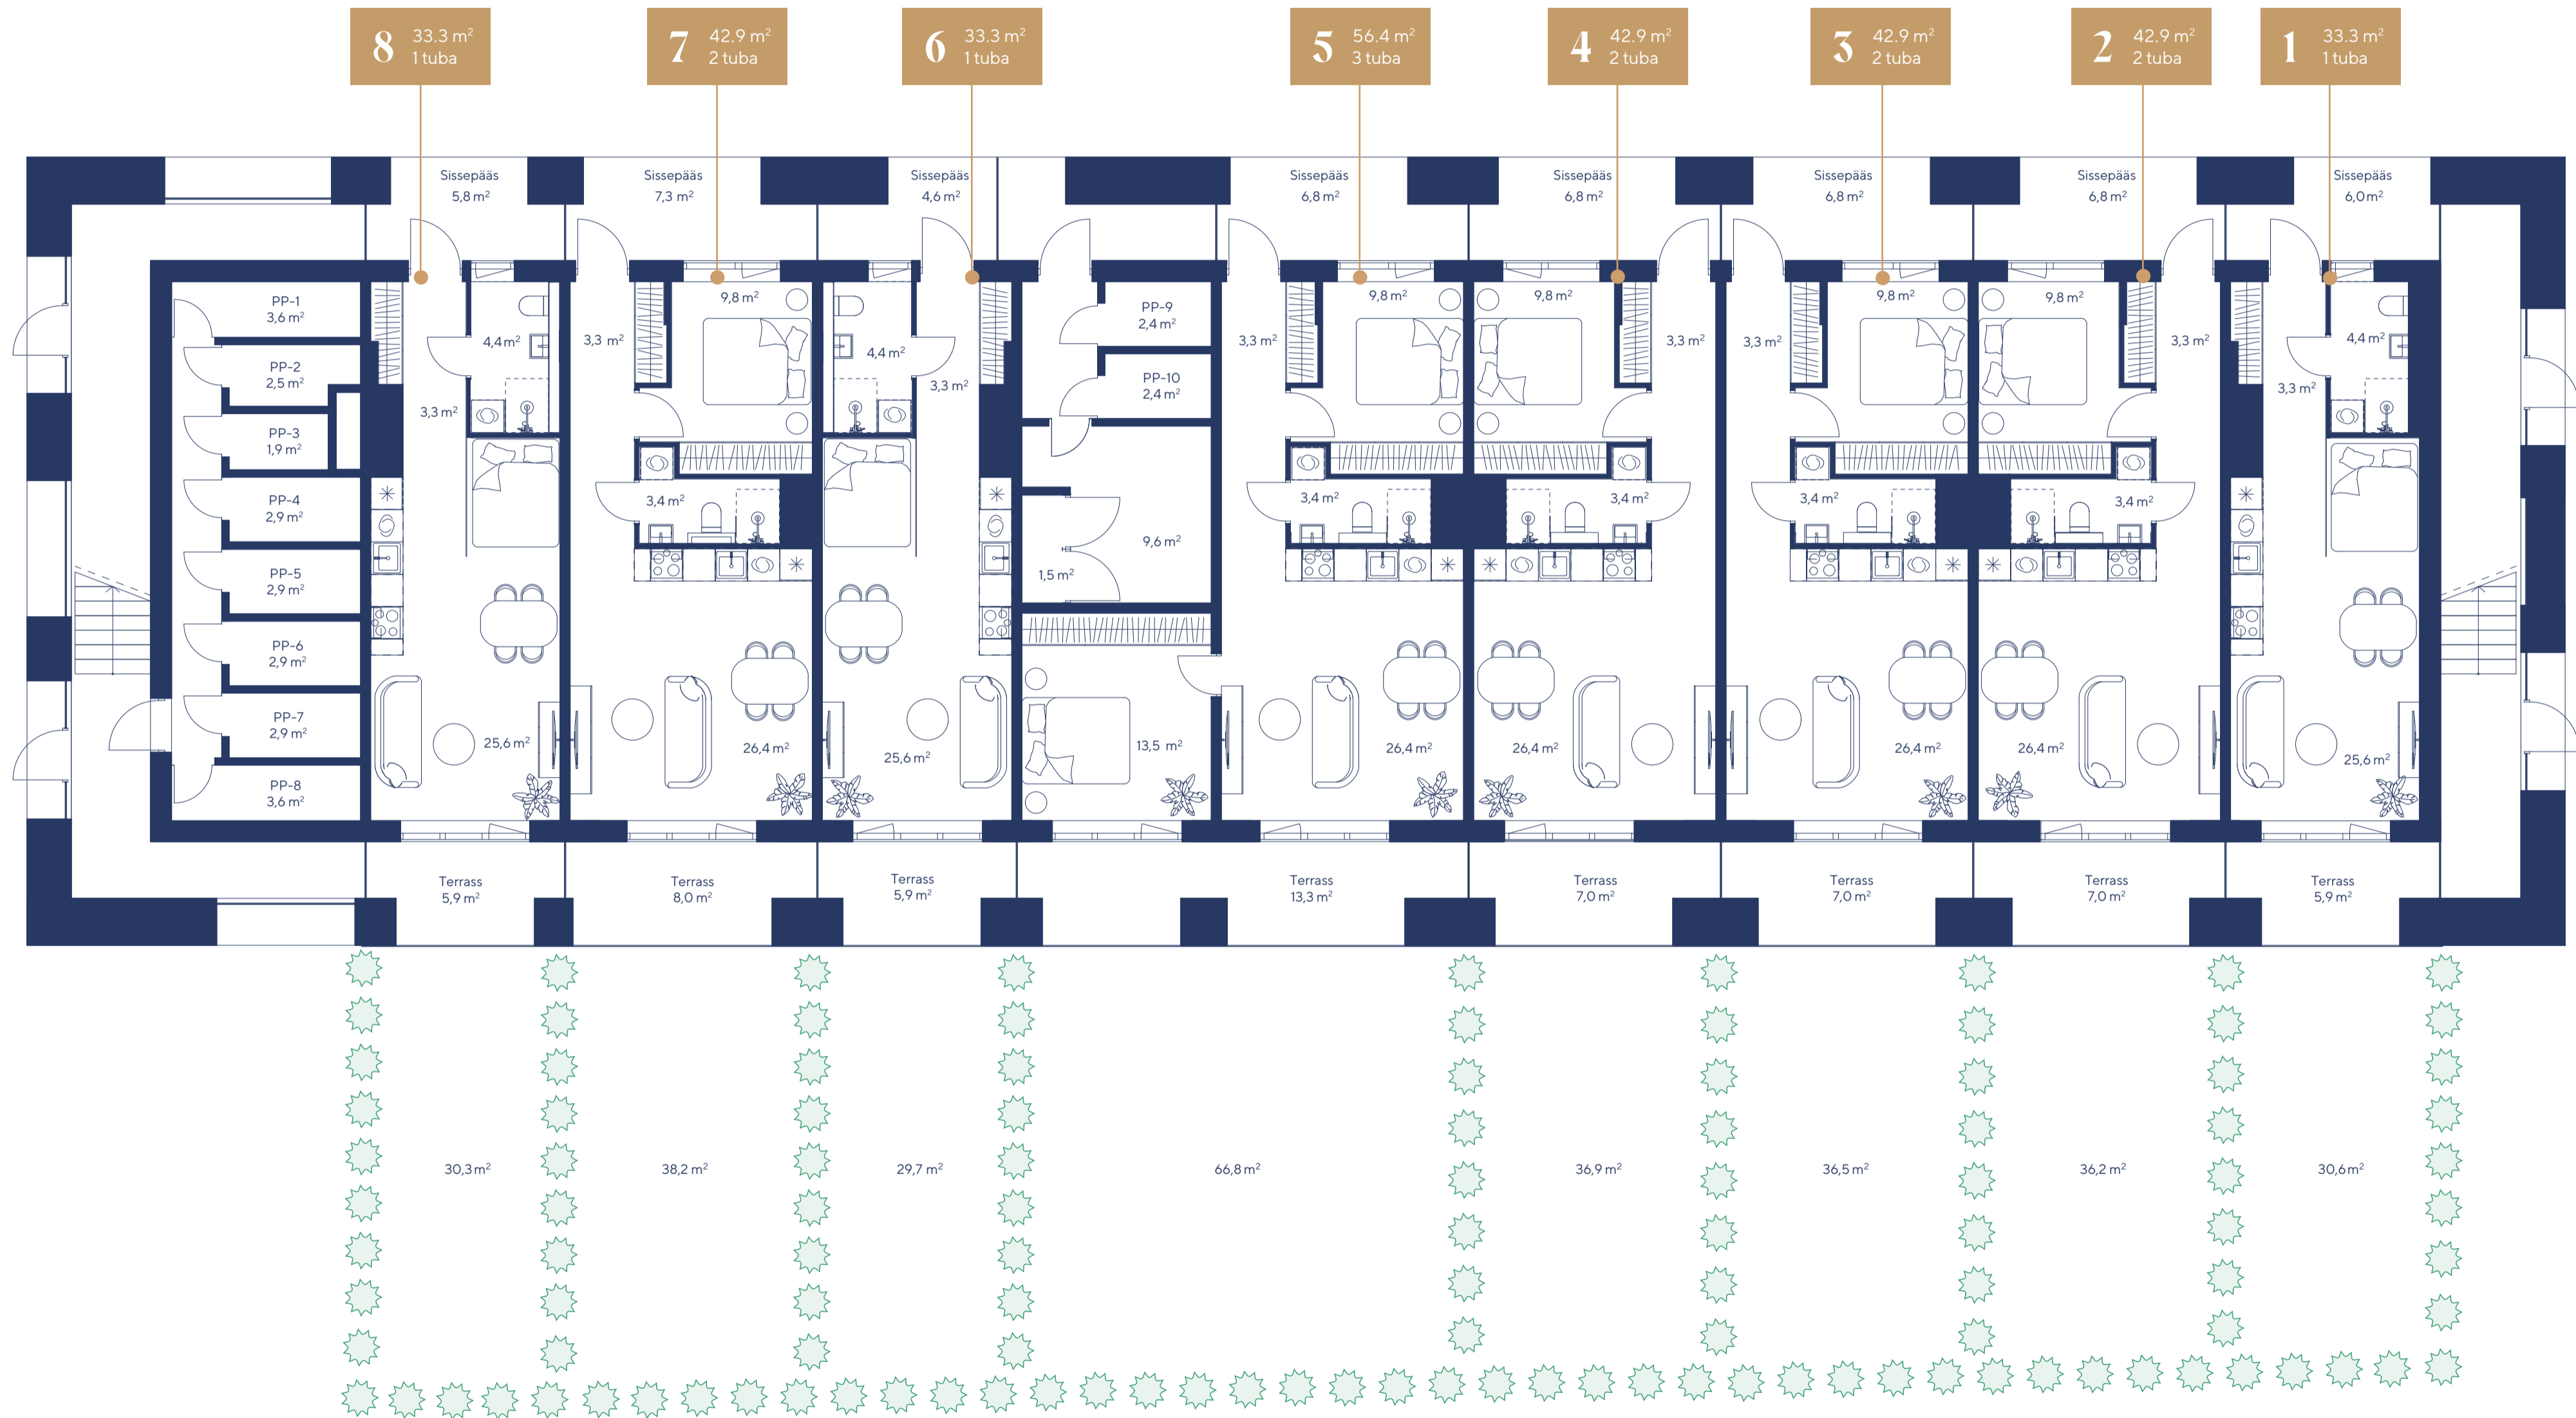 8 33.3 m²
1 tuba
7 42.9 m²
2 tuba
6 33.3 m²
1 tuba
5 56.4 m²
3 tuba
4 42.9 m²
2 tuba
3 42.9 m²
2 tuba
2 42.9 m²
2 tuba
1 33.3 m²
1 tuba
Sissepääs
5,8 m²
Sissepääs
7,3 m²
Sissepääs
4,6 m²
Sissepääs
6,8 m²
Sissepääs
6,8 m²
Sissepääs
6,8 m²
Sissepääs
6,8 m²
Sissepääs
6,0 m²
PP-1
3,6 m²
PP-2
2,5 m²
PP-3
1,9 m²
PP-4
2,9 m²
PP-5
2,9 m²
PP-6
2,9 m²
PP-7
2,9 m²
PP-8
3,6 m²
4,4 m²
3,3 m²
25,6 m²
9,8 m²
3,3 m²
3,4 m²
26,4 m²
4,4 m²
3,3 m²
25,6 m²
PP-9
2,4 m²
PP-10
2,4 m²
9,6 m²
1,5 m²
13,5 m²
9,8 m²
3,3 m²
3,4 m²
26,4 m²
9,8 m²
3,3 m²
3,4 m²
26,4 m²
9,8 m²
3,3 m²
3,4 m²
26,4 m²
9,8 m²
3,3 m²
3,4 m²
26,4 m²
4,4 m²
3,3 m²
25,6 m²
Terrass
5,9 m²
Terrass
8,0 m²
Terrass
5,9 m²
Terrass
13,3 m²
Terrass
7,0 m²
Terrass
7,0 m²
Terrass
7,0 m²
Terrass
5,9 m²
30,3 m²
38,2 m²
29,7 m²
66,8 m²
36,9 m²
36,5 m²
36,2 m²
30,6 m²